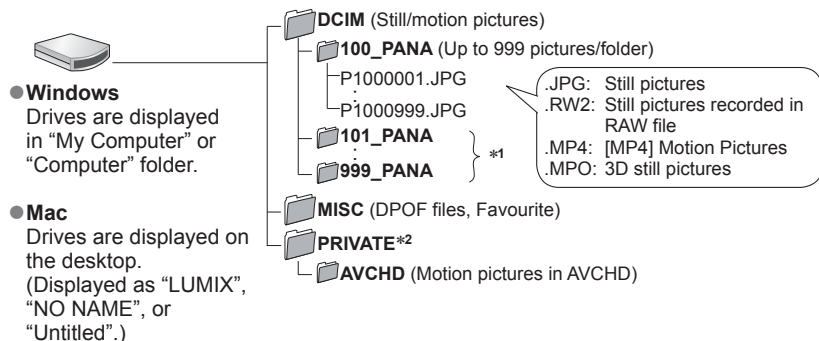 ●Windows
Drives are displayed
in “My Computer” or
“Computer” folder.
●Mac
Drives are displayed on
the desktop.
(Displayed as “LUMIX”,
“NO NAME”, or
“Untitled”.)
DCIM (Still/motion pictures)
100_PANA (Up to 999 pictures/folder)
P1000001.JPG
:
P1000999.JPG
101_PANA
:
999_PANA
*1
MISC (DPOF files, Favourite)
PRIVATE*2
AVCHD (Motion pictures in AVCHD)
.JPG: Still pictures
.RW2: Still pictures recorded in
RAW file
.MP4: [MP4] Motion Pictures
.MPO: 3D still pictures